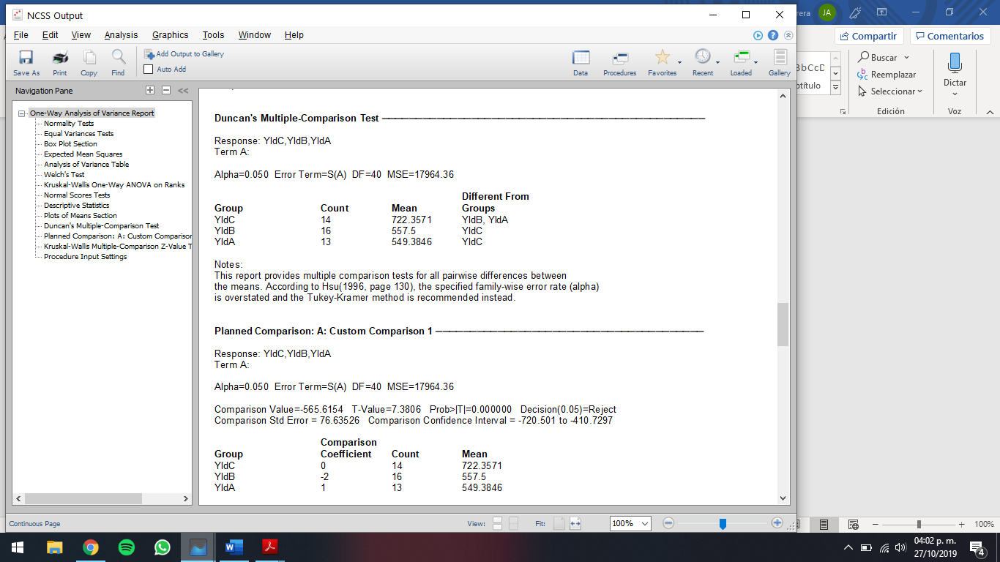 NCSS Output
rera
JA
File Edit View Analysis Graphics Tools Window Help
Compartir
Comentarios
Save As
Print
Copy
Find
Add Output to Gallery
Auto Add
Data
Procedures
Favorites
Recent
Loaded
Gallery
BbCcD
btítulo
Buscar
Reemplazar
Seleccionar
Edición
Dictar
Voz
Navigation Pane
<<
One-Way Analysis of Variance Report
Normality Tests
Equal Variances Tests
Box Plot Section
Expected Mean Squares
Analysis of Variance Table
Welch's Test
Kruskal-Wallis One-Way ANOVA on Ranks
Normal Scores Tests
Descriptive Statistics
Plots of Means Section
Duncan's Multiple-Comparison Test
Planned Comparison: A: Custom Comparison
Kruskal-Wallis Multiple-Comparison Z-Value T
Procedure Input Settings
Duncan's Multiple-Comparison Test
Response: YldC,YldB,YldA
Term A:
Alpha=0.050 Error Term=S(A) DF=40 MSE=17964.36
Different From
Group Count Mean Groups
YldC 14 722.3571 YldB, YldA
YldB 16 557.5 YldC
YldA 13 549.3846 YldC
Notes:
This report provides multiple comparison tests for all pairwise differences between
the means. According to Hsu(1996, page 130), the specified family-wise error rate (alpha)
is overstated and the Tukey-Kramer method is recommended instead.
Planned Comparison: A: Custom Comparison 1
Response: YldC,YldB,YldA
Term A:
Alpha=0.050 Error Term=S(A) DF=40 MSE=17964.36
Comparison Value=-565.6154 T-Value=7.3806 Prob>|T|=0.000000 Decision(0.05)=Reject
Comparison Std Error = 76.63526 Comparison Confidence Interval = -720.501 to -410.7297
Comparison
Group Coefficient Count Mean
YldC 0 14 722.3571
YldB -2 16 557.5
YldA 1 13 549.3846
Continuous Page
View:
Fit:
100%
100%
04:02 p. m.
27/10/2019
4